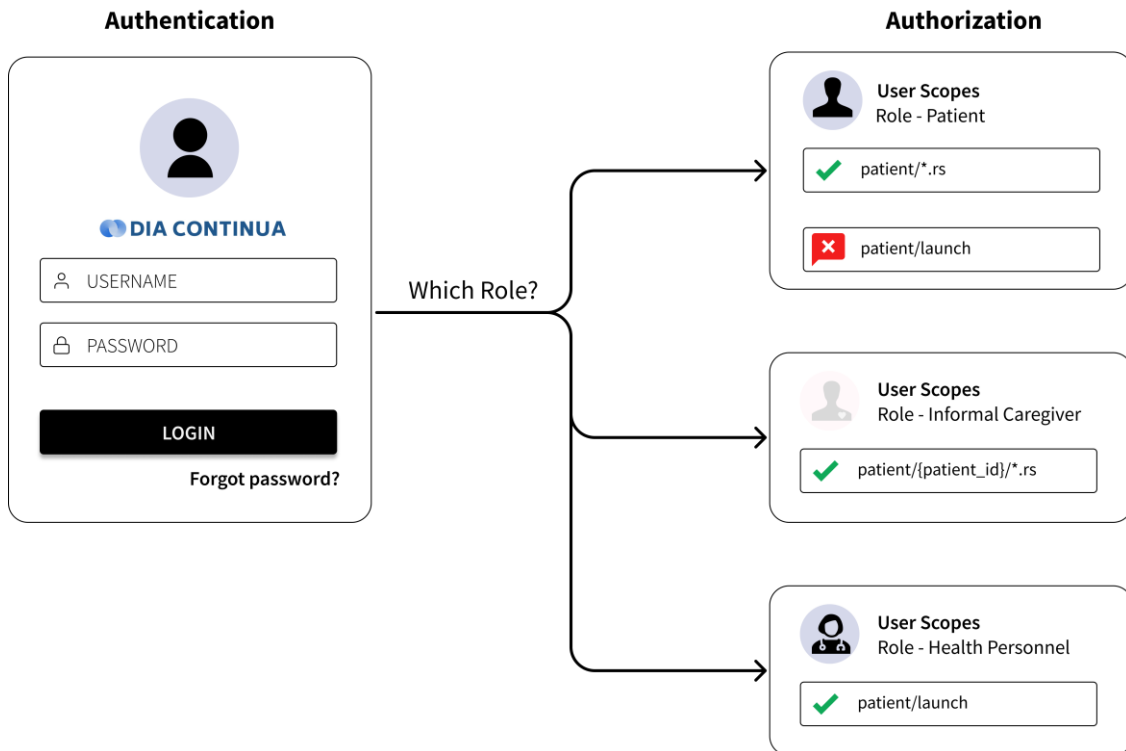 Authentication
DIA CONTINUA
USERNAME
PASSWORD
LOGIN
Forgot password?
Which Role?
Authorization
User Scopes
Role - Patient
patient/*.rs
patient/launch
User Scopes
Role - Informal Caregiver
patient/{patient_id}/*.rs
User Scopes
Role - Health Personnel
patient/launch